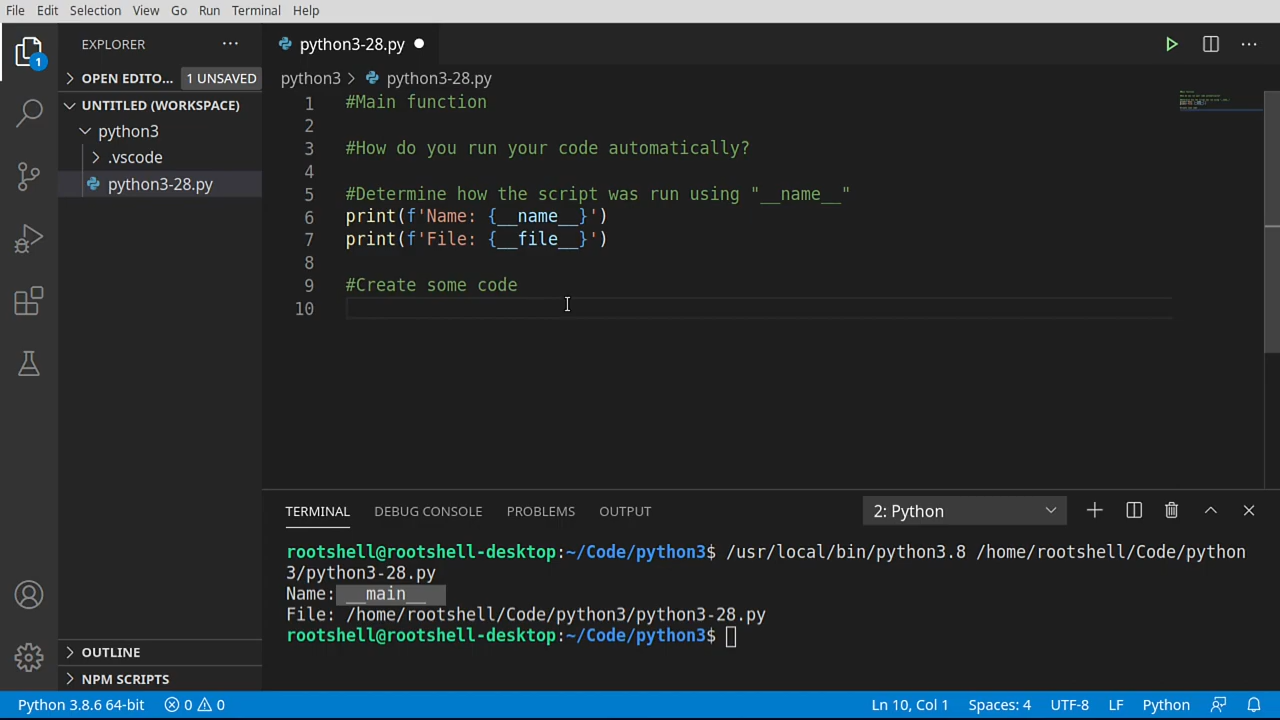 File Edit Selection View Go Run Terminal Help
EXPLORER ...
python3-28.py
OPEN EDITO... 1 UNSAVED
python3 > python3-28.py
UNTITLED (WORKSPACE)
python3
.vscode
python3-28.py
1
1 #Main function
2
3 #How do you run your code automatically?
4
5 #Determine how the script was run using "__name__"
6 print(f'Name: {__name__}')
7 print(f'File: {__file__}')
8
9 #Create some code
10
TERMINAL DEBUG CONSOLE PROBLEMS OUTPUT 2: Python
rootshell@rootshell-desktop:~/Code/python3$ /usr/local/bin/python3.8 /home/rootshell/Code/python
3/python3-28.py
Name: __main__
File: /home/rootshell/Code/python3/python3-28.py
rootshell@rootshell-desktop:~/Code/python3$
OUTLINE
NPM SCRIPTS
Python 3.8.6 64-bit 0 0 Ln 10, Col 1 Spaces: 4 UTF-8 LF Python